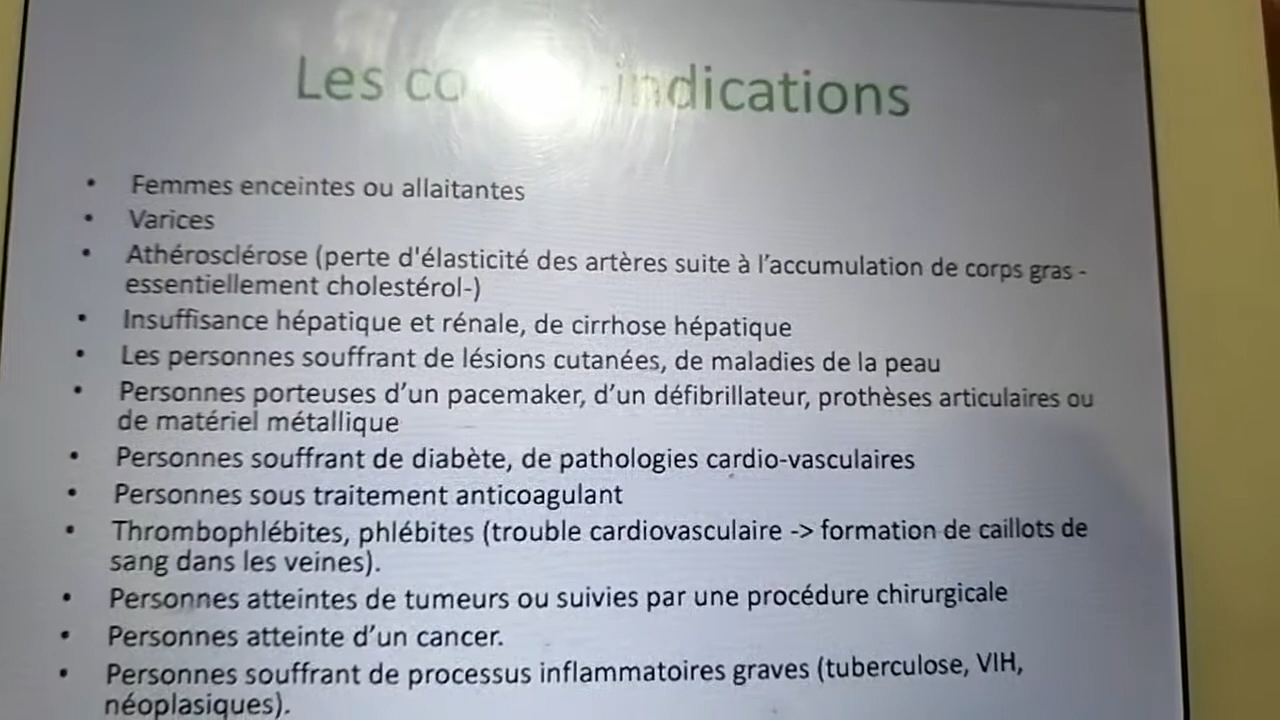 Les co -indications
• Femmes enceintes ou allaitantes
• Varices
• Athérosclérose (perte d'élasticité des artères suite à l’accumulation de corps gras -
essentiellement cholestérol-)
• Insuffisance hépatique et rénale, de cirrhose hépatique
• Les personnes souffrant de lésions cutanées, de maladies de la peau
• Personnes porteuses d’un pacemaker, d’un défibrillateur, prothèses articulaires ou
de matériel métallique
• Personnes souffrant de diabète, de pathologies cardio-vasculaires
• Personnes sous traitement anticoagulant
• Thrombophlébites, phlébites (trouble cardiovasculaire -> formation de caillots de
sang dans les veines).
• Personnes atteintes de tumeurs ou suivies par une procédure chirurgicale
• Personnes atteinte d’un cancer.
• Personnes souffrant de processus inflammatoires graves (tuberculose, VIH,
néoplasiques).